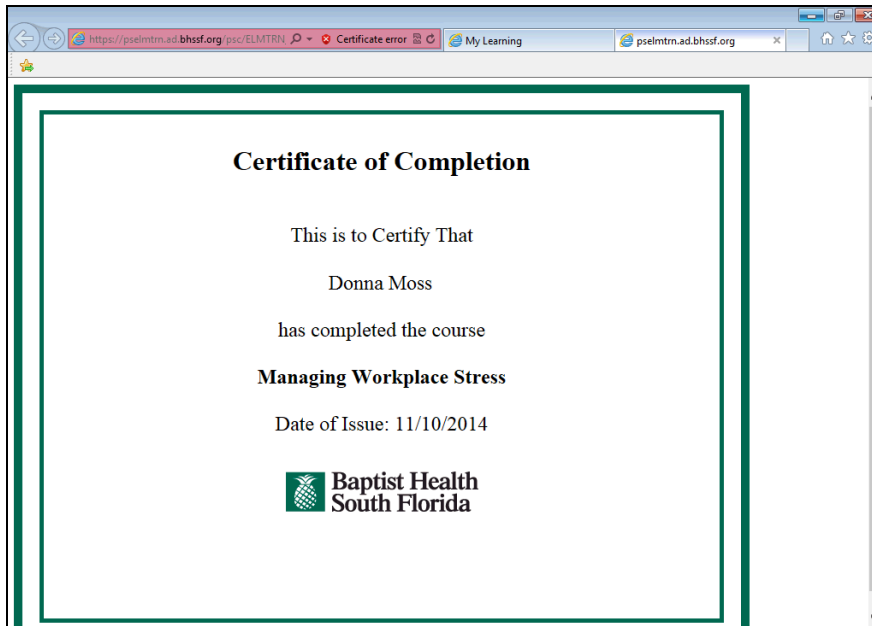 https://pselmtrn.ad.bhssf.org/psc/ELMTRN
Certificate error
My Learning
pselmtrn.ad.bhssf.org
Certificate of Completion
This is to Certify That
Donna Moss
has completed the course
Managing Workplace Stress
Date of Issue: 11/10/2014
Baptist Health
South Florida